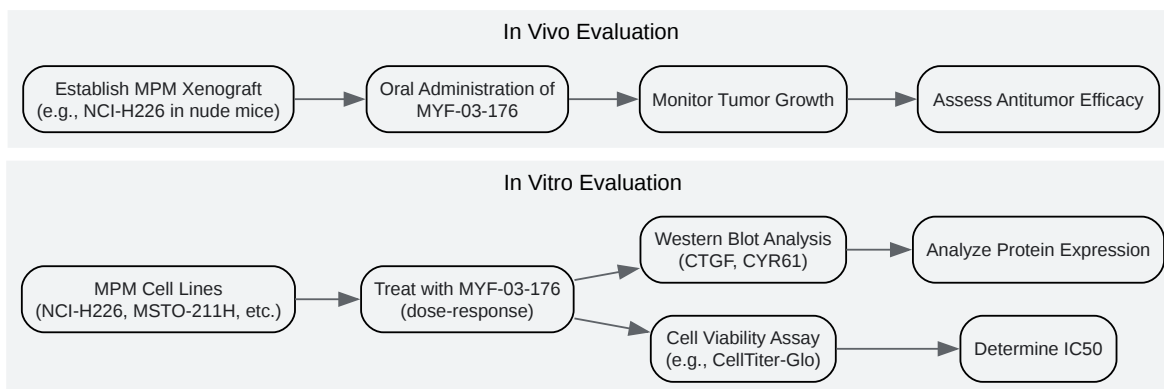 In Vivo Evaluation
Establish MPM Xenograft
(e.g., NCI-H226 in nude mice)
Oral Administration of
MYF-03-176
Monitor Tumor Growth
Assess Antitumor Efficacy
In Vitro Evaluation
MPM Cell Lines
(NCI-H226, MSTO-211H, etc.)
Treat with MYF-03-176
(dose-response)
Western Blot Analysis
(CTGF, CYR61)
Analyze Protein Expression
Cell Viability Assay
(e.g., CellTiter-Glo)
Determine IC50